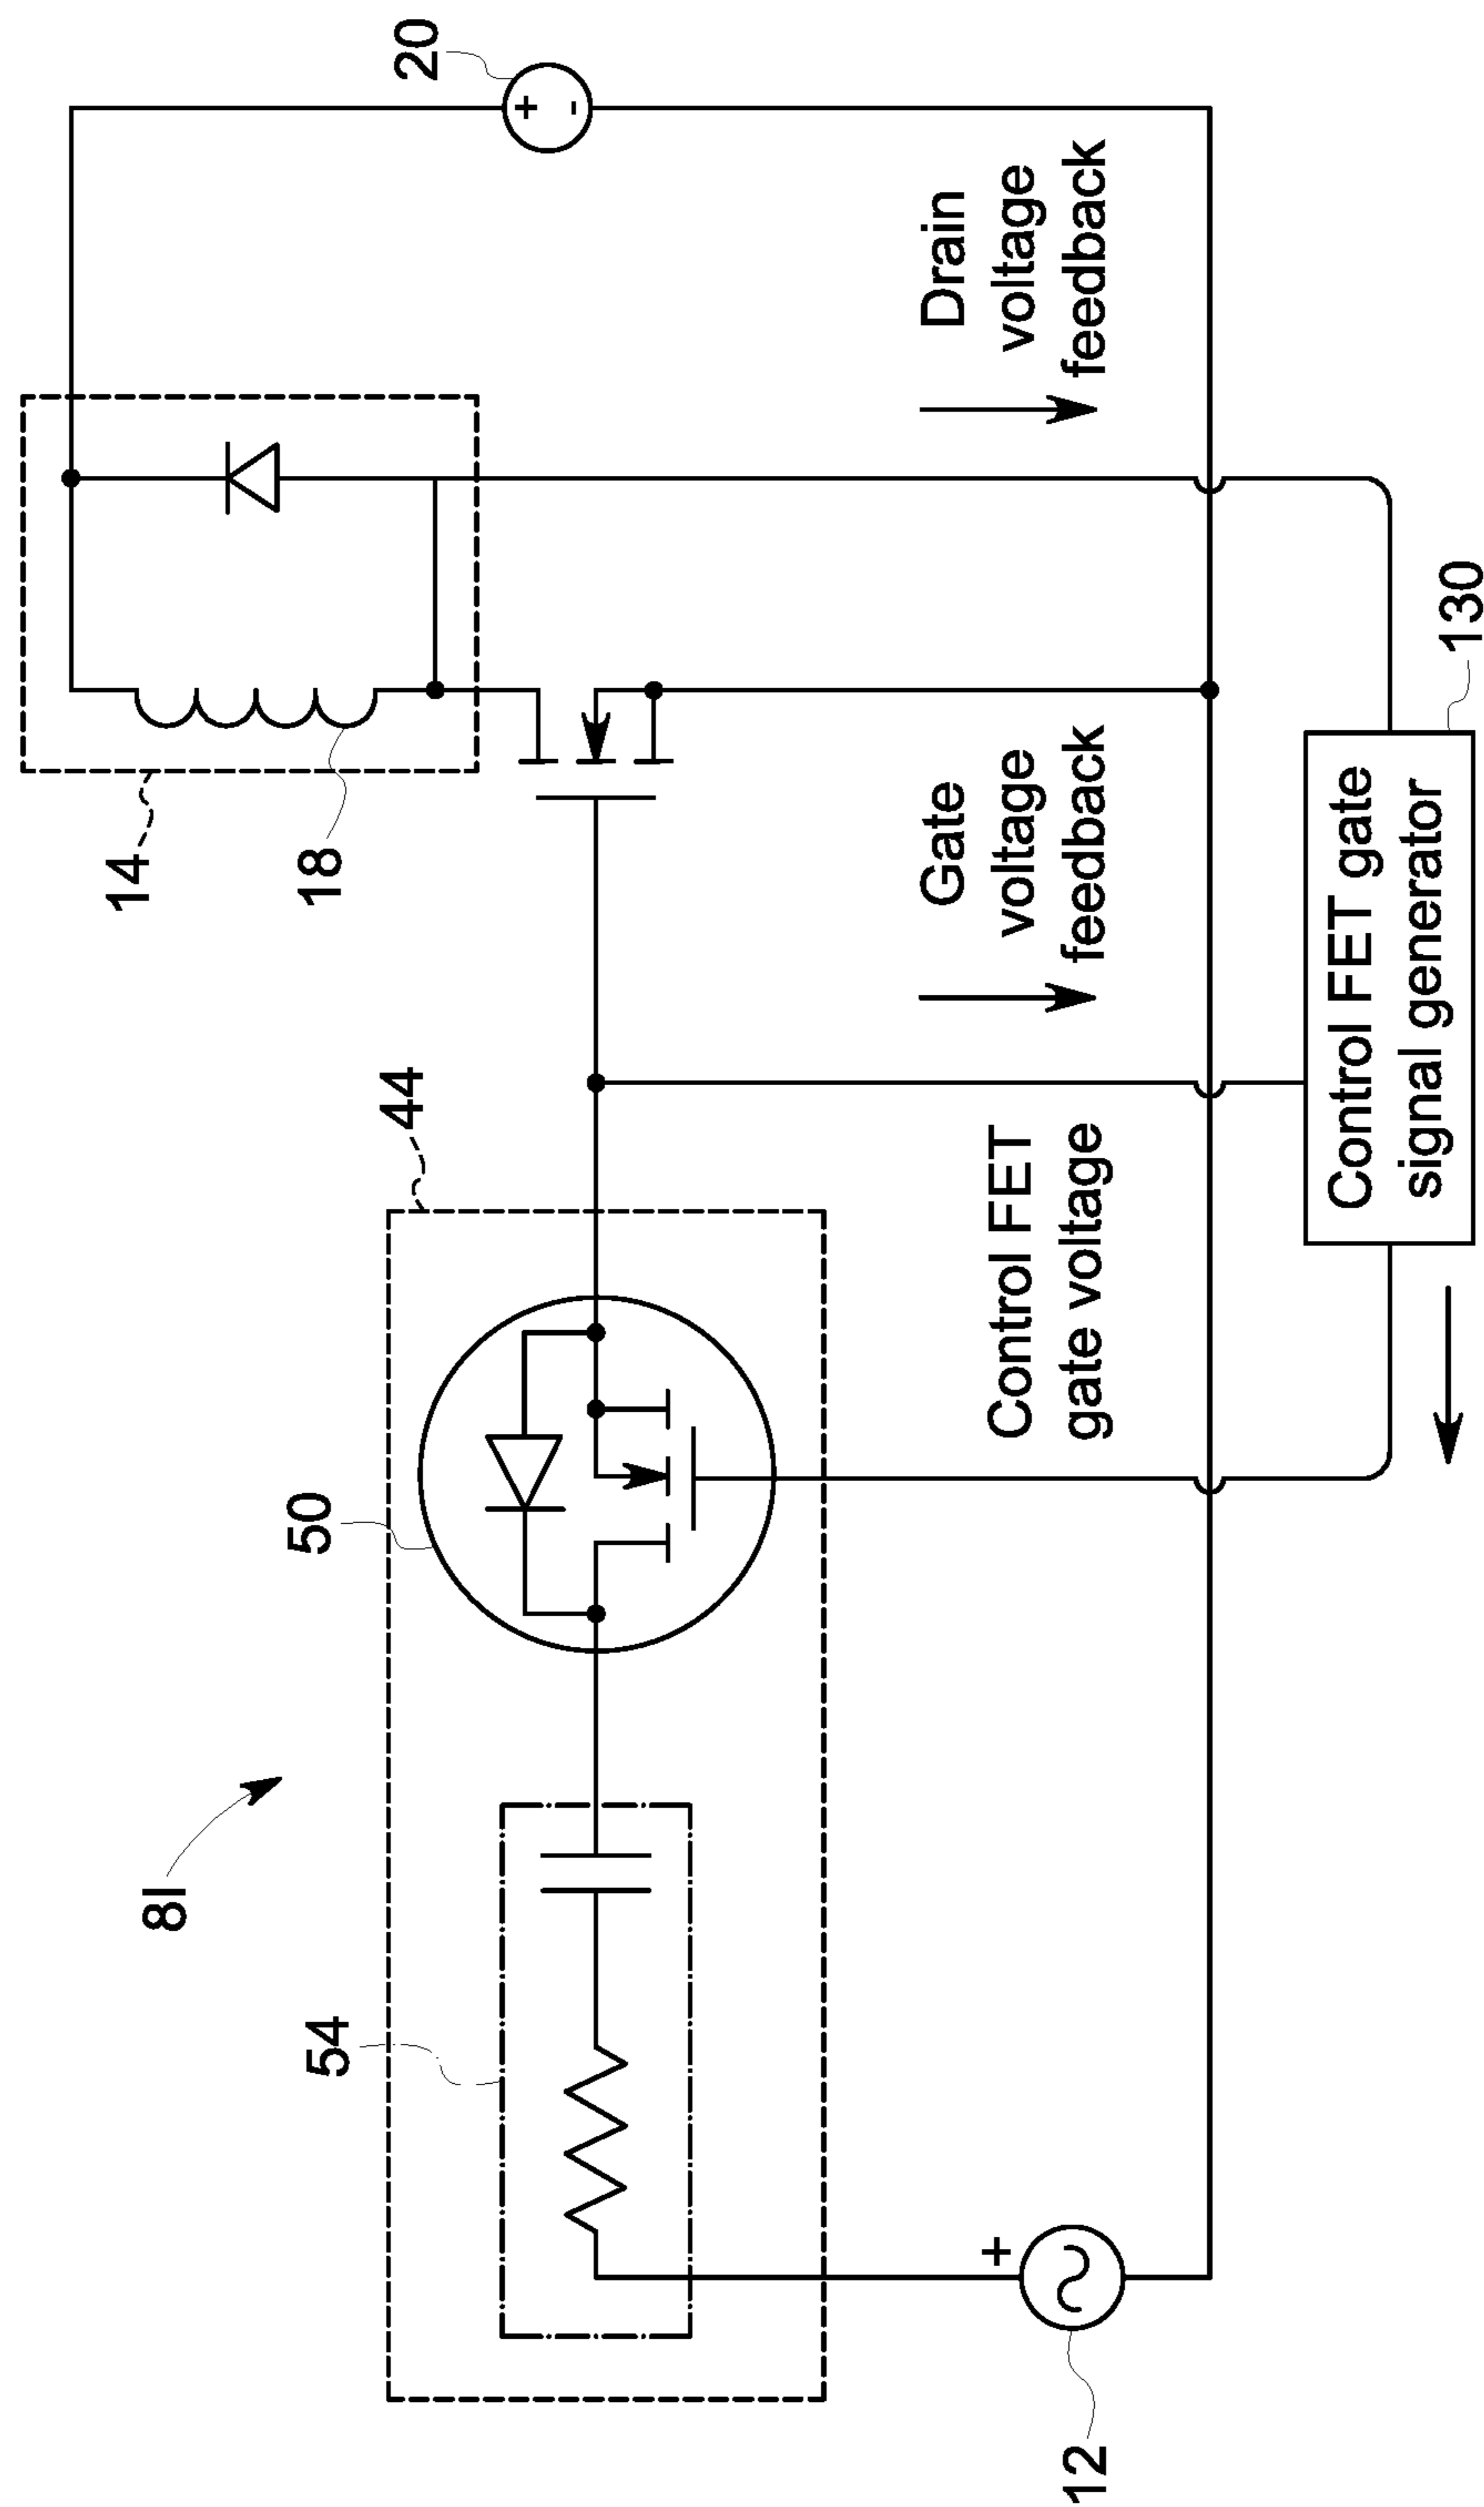 14
18
20
81
54
50
44
Control FET
gate voltage
Gate
voltage
feedback
Drain
voltage
feedback
+
-
+
12
Control FET gate
signal generator
130